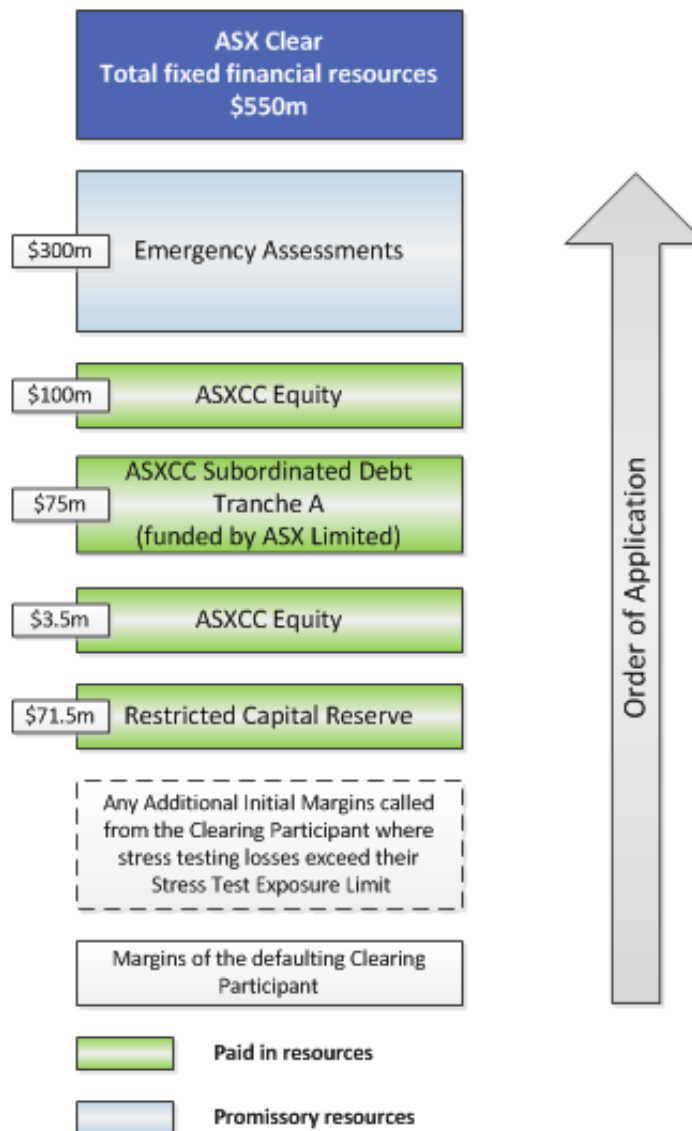 ASX Clear
Total fixed financial resources
$550m
$300m
Emergency Assessments
$100m
ASXCC Equity
ASXCC Subordinated Debt
Tranche A
(funded by ASX Limited)
$75m
$3.5m
ASXCC Equity
$71.5m
Restricted Capital Reserve
Any Additional Initial Margins called
from the Clearing Participant where
stress testing losses exceed their
Stress Test Exposure Limit
Margins of the defaulting Clearing
Participant
Order of Application
Paid in resources
Promissory resources